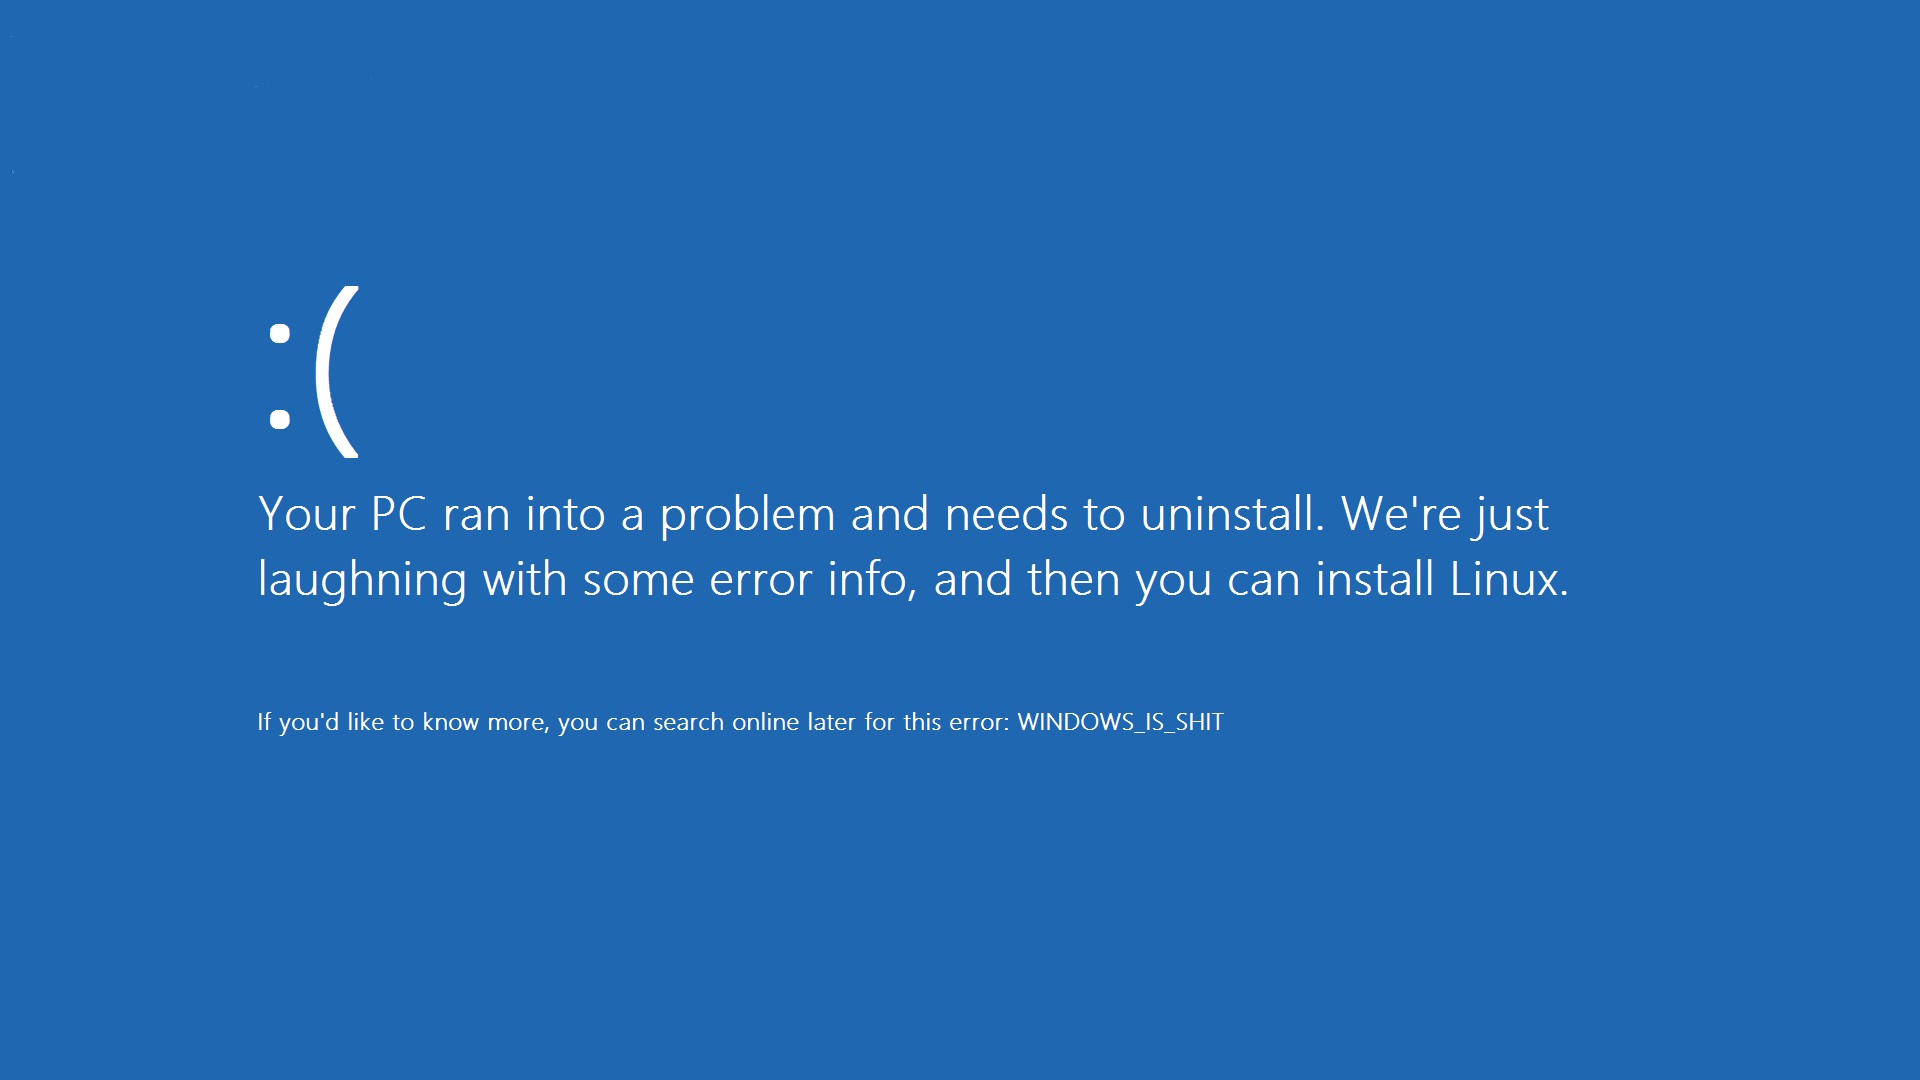 :(
Your PC ran into a problem and needs to uninstall. We're just
laughning with some error info, and then you can install Linux.
If you'd like to know more, you can search online later for this error: WINDOWS_IS_SHIT